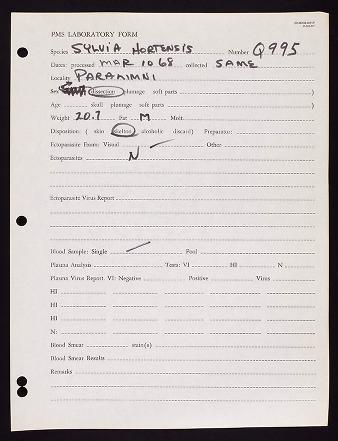 PMS LABORATORY FORM
Species SYLVIA HORTENSIS Number Q995
Dates: processed MAR 10 68 collected SAME
Locality PARAMIMNI
Sex (dissection) plumage soft parts )
Age skull plumage soft parts )
Weight 20.7 Fat M Molt
Disposition: ( skin skelton alcoholic discard) Preparator:
Ectoparasite Exam: Visual Other
Ectoparasites N
Ectoparasite Virus Report
Blood Sample: Single Pool
Plasma Analysis Tests: VI HI N
Plasma Virus Report. VI: Negative Positive Virus
HI
HI
HI
N:
Blood Smear stain(s)
Blood Smear Results
Remarks